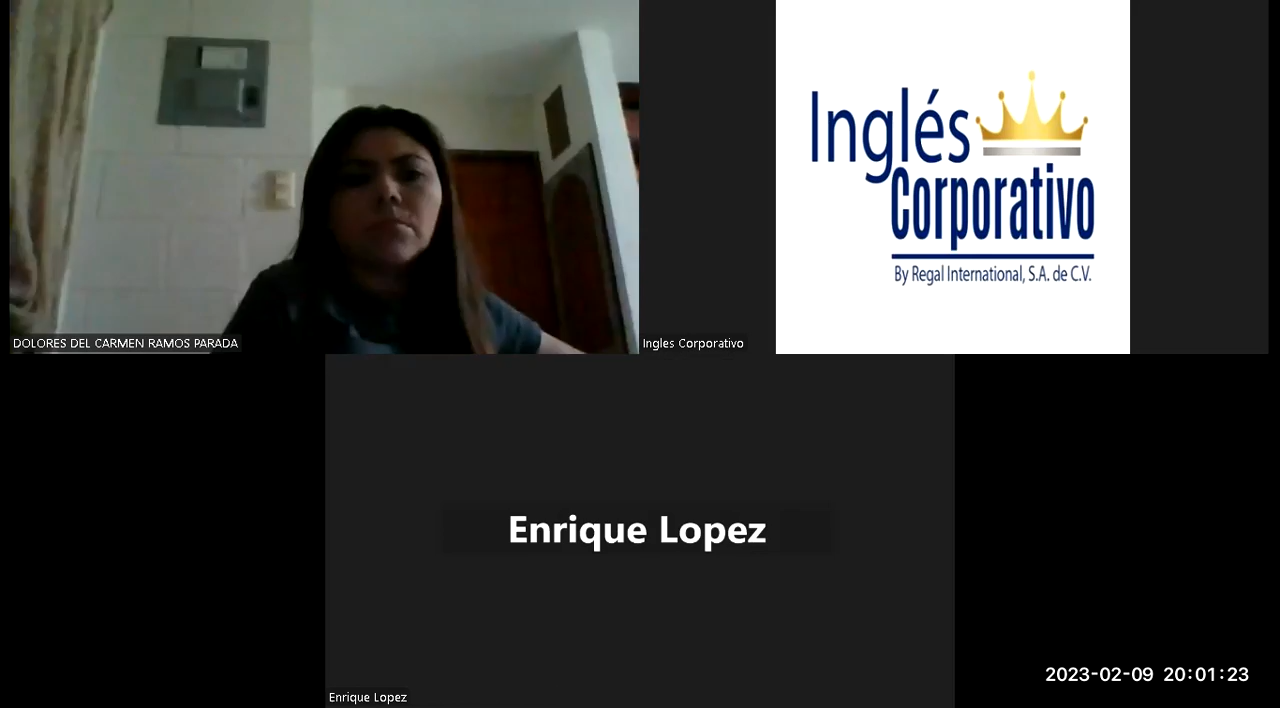 Inglés
Corporativo
By Regal International, S.A. de C.V.
DOLORES DEL CARMEN RAMOS PARADA
Ingles Corporativo
Enrique Lopez
Enrique Lopez
2023-02-09 20:01:23